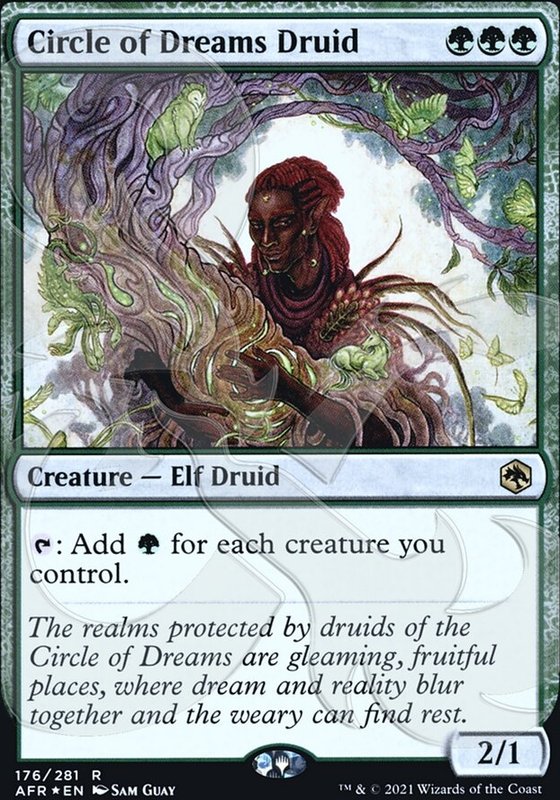 Circle of Dreams Druid
Creature — Elf Druid
: Add for each creature you
control.
The realms protected by druids of the
Circle of Dreams are gleaming, fruitful
places, where dream and reality blur
together and the weary can find rest.
2/1
176/281 R
AFR ★ EN Sam Guay
™ & © 2021 Wizards of the Coast